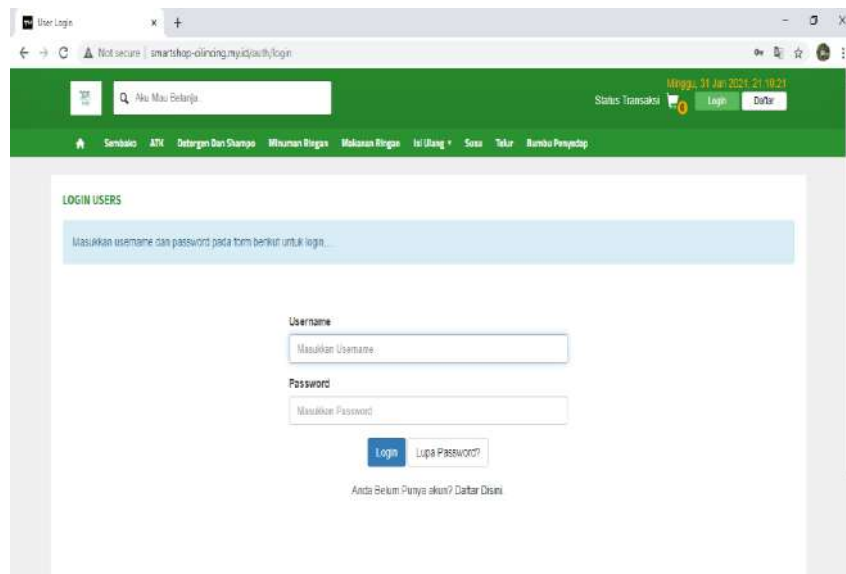 User Login
Not secure | smartshop-cilincing.my.id/auth/login
Minggu, 31 Jan 2021, 21:19:21
Aku Mau Belanja..
Status Transaksi 0 Login Daftar
Sembako ATK Detergen Dan Shampo Minuman Ringan Makanan Ringan Isi Ulang Susu Telur Bumbu Penyedap
LOGIN USERS
Masukkan username dan password pada form berikut untuk login,...
Username
Masukkan Username
Password
Masukkan Password
Login Lupa Password?
Anda Belum Punya akun? Daftar Disini